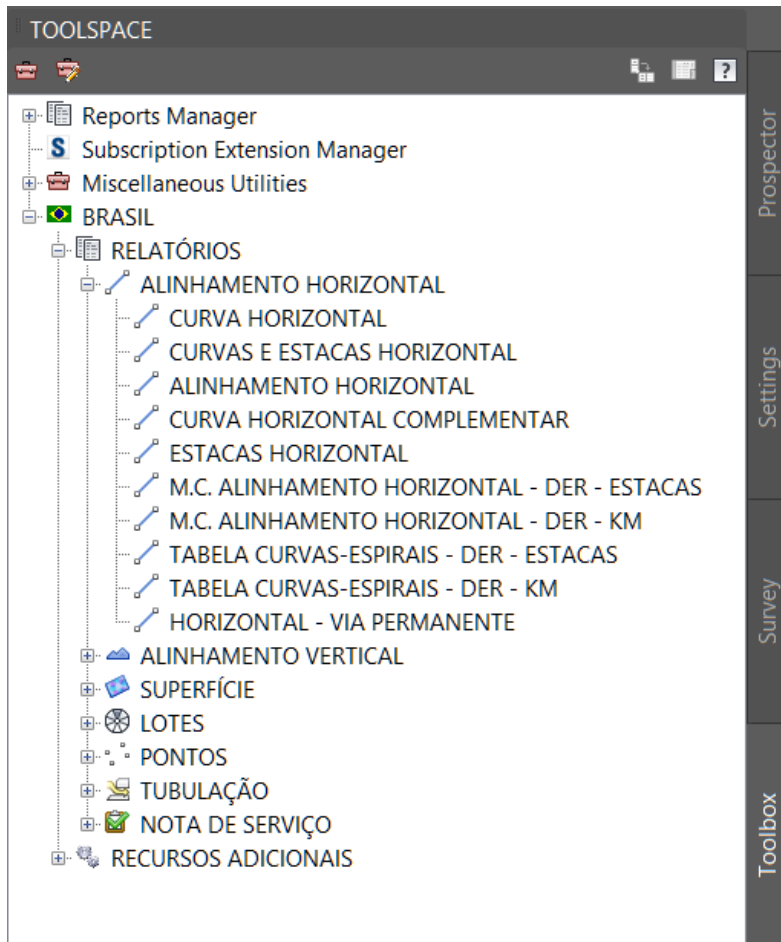 TOOLSPACE
?
Reports Manager
S Subscription Extension Manager
Miscellaneous Utilities
BRASIL
RELATÓRIOS
ALINHAMENTO HORIZONTAL
CURVA HORIZONTAL
CURVAS E ESTACAS HORIZONTAL
ALINHAMENTO HORIZONTAL
CURVA HORIZONTAL COMPLEMENTAR
ESTACAS HORIZONTAL
M.C. ALINHAMENTO HORIZONTAL - DER - ESTACAS
M.C. ALINHAMENTO HORIZONTAL - DER - KM
TABELA CURVAS-ESPIRAIS - DER - ESTACAS
TABELA CURVAS-ESPIRAIS - DER - KM
HORIZONTAL - VIA PERMANENTE
ALINHAMENTO VERTICAL
SUPERFÍCIE
LOTES
PONTOS
TUBULAÇÃO
NOTA DE SERVIÇO
RECURSOS ADICIONAIS
Prospector
Settings
Survey
Toolbox